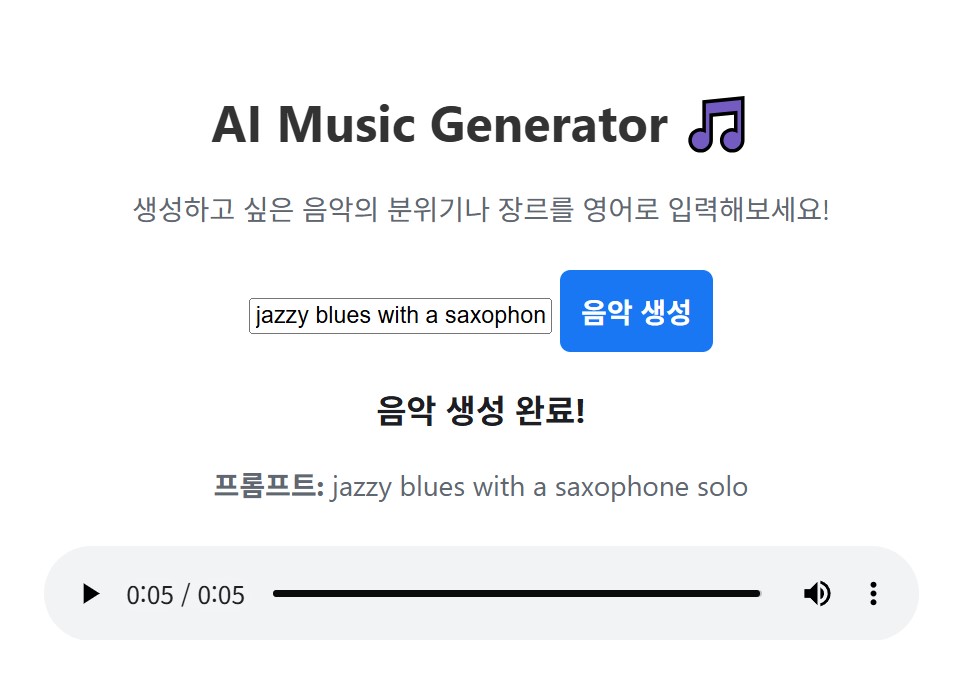 AI Music Generator 🎵
생성하고 싶은 음악의 분위기나 장르를 영어로 입력해보세요!
jazzy blues with a saxophon 음악 생성
음악 생성 완료!
프롬프트: jazzy blues with a saxophone solo
0:05 / 0:05